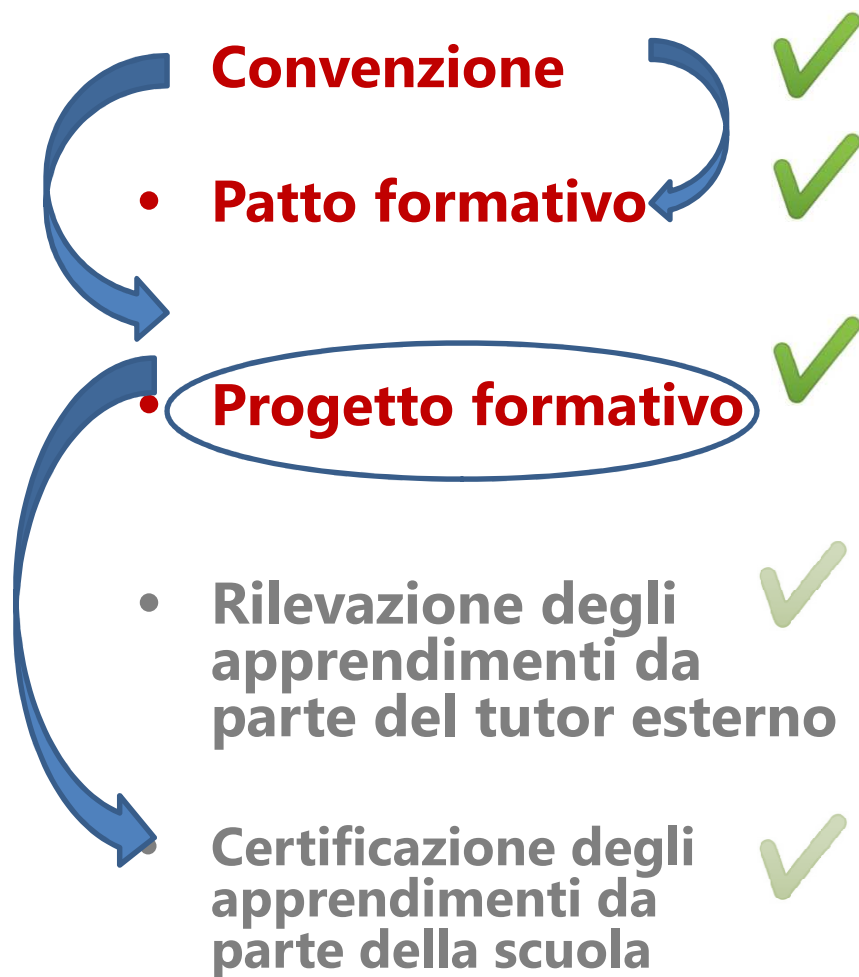 Convenzione
• Patto formativo
• Progetto formativo
• Rilevazione degli
apprendimenti da
parte del tutor esterno
• Certificazione degli
apprendimenti da
parte della scuola